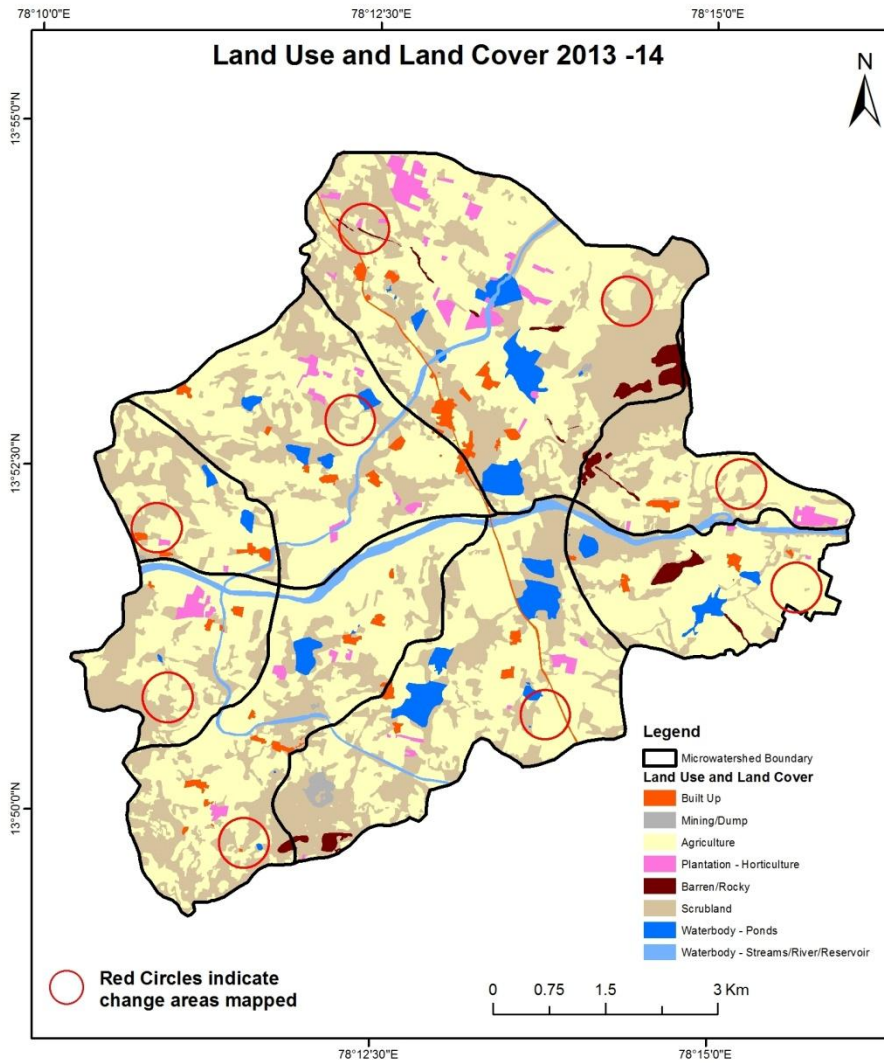 78°10'0"E
78°12'30"E
78°15'0"E
Land Use and Land Cover 2013 -14
N
13°55'0"N
13°52'30"N
13°50'0"N
Legend
Microwatershed Boundary
Land Use and Land Cover
Built Up
Mining/Dump
Agriculture
Plantation - Horticulture
Barren/Rocky
Scrubland
Waterbody - Ponds
Waterbody - Streams/River/Reservoir
Red Circles indicate
change areas mapped
0 0.75 1.5 3 Km
78°12'30"E
78°15'0"E